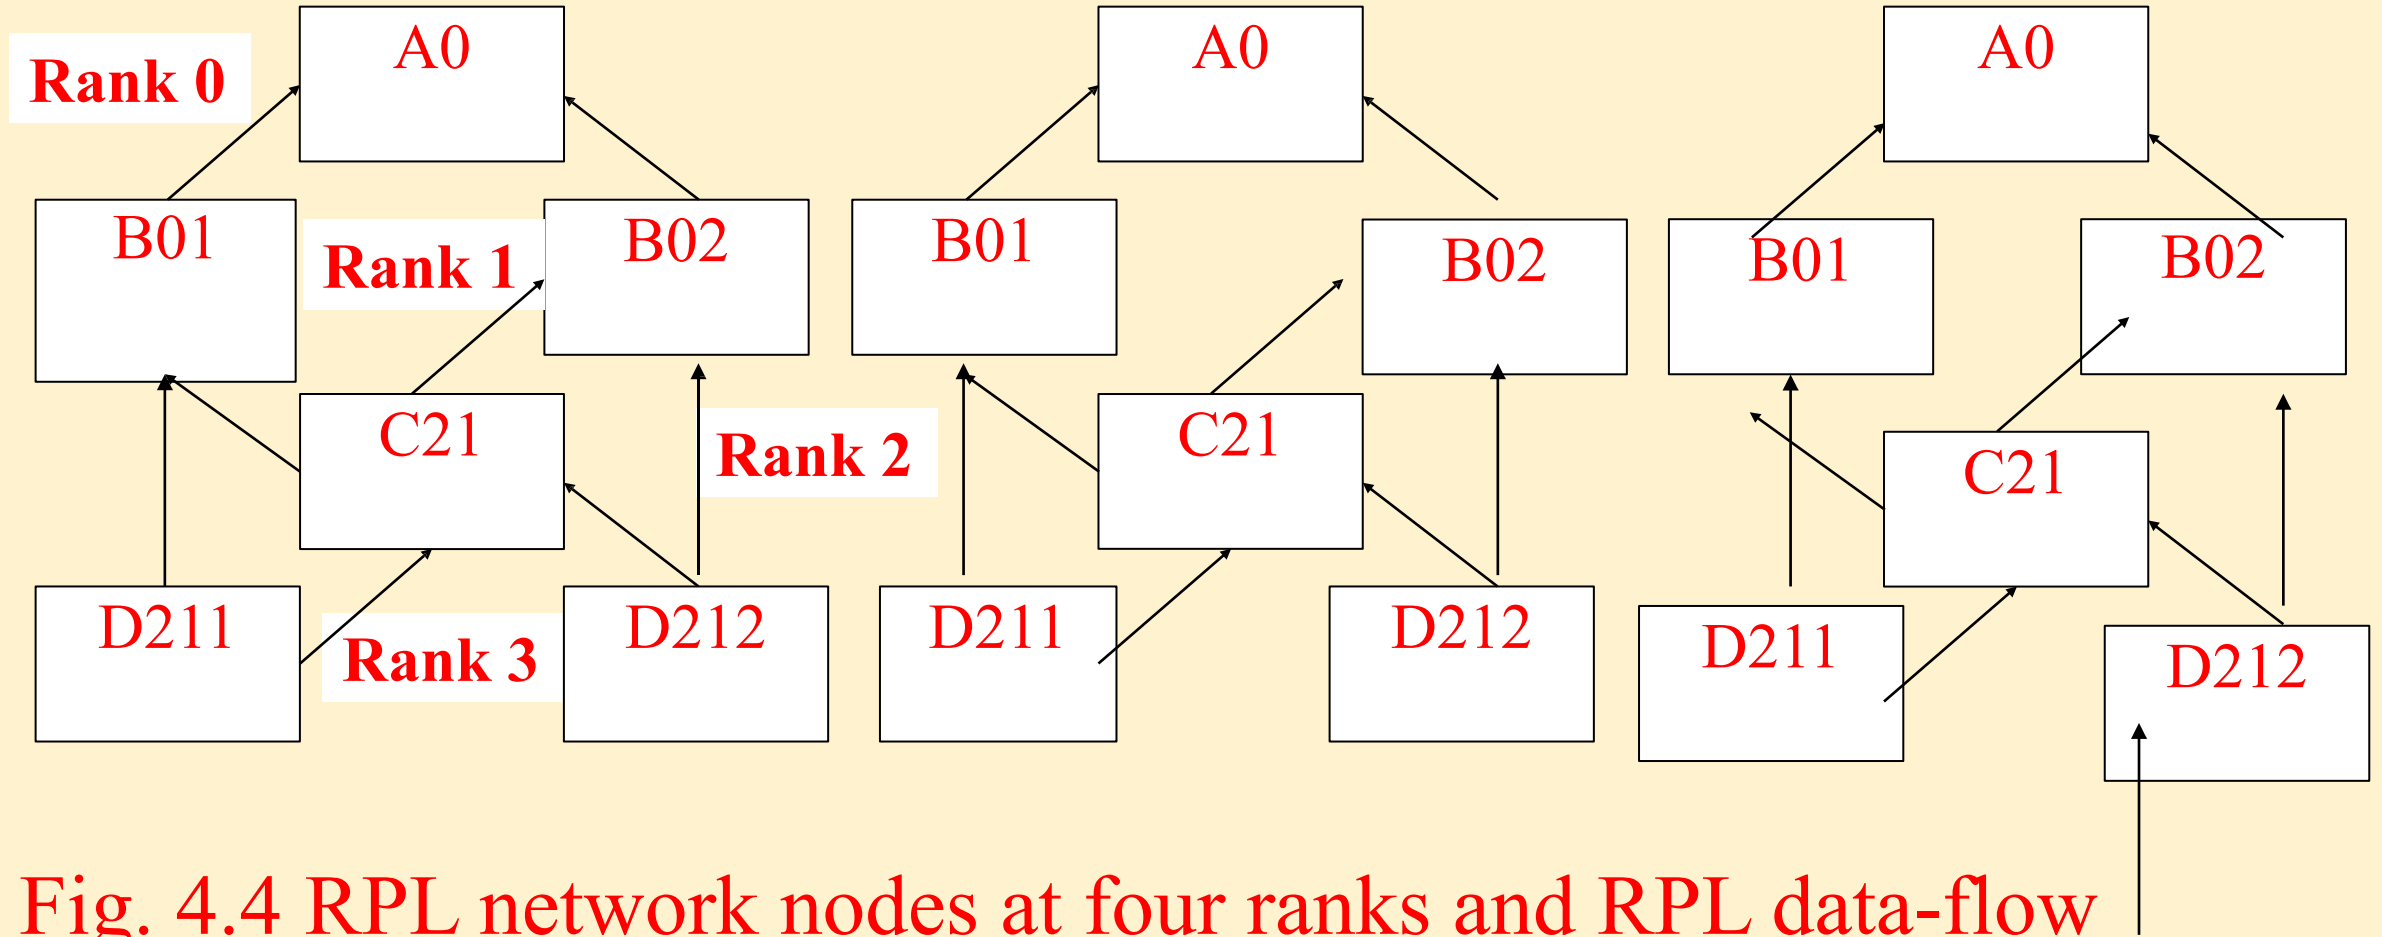 A0
A0
A0
Rank 0
B01
Rank 1
B02
B01
B02
B01
B02
C21
Rank 2
C21
C21
D211
Rank 3
D212
D211
D212
D211
D212
Fig. 4.4 RPL network nodes at four ranks and RPL data-flow